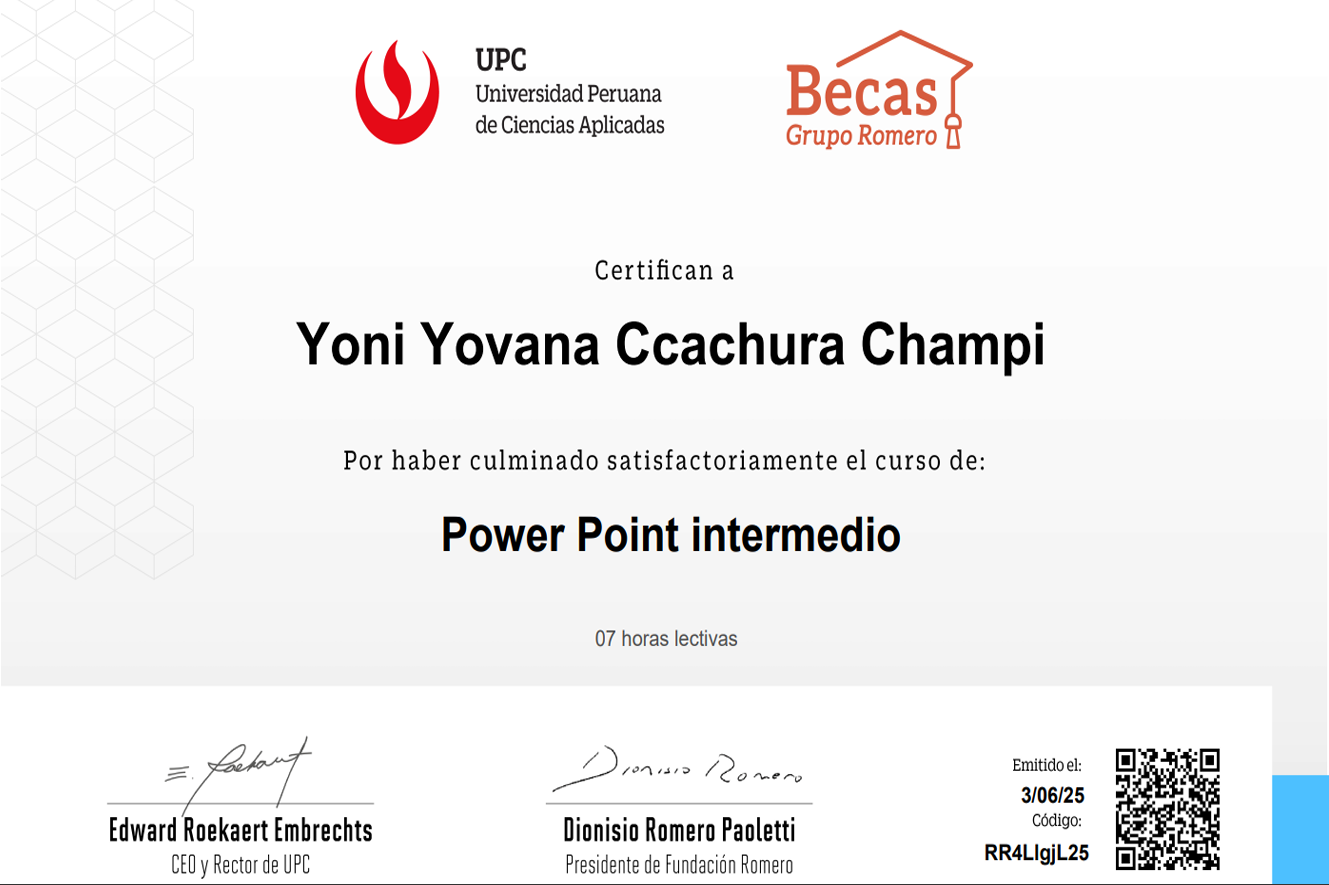 UPC
Universidad Peruana
de Ciencias Aplicadas
Becas
Grupo Romero
Certifican a
Yoni Yovana Ccachura Champi
Por haber culminado satisfactoriamente el curso de:
Power Point intermedio
07 horas lectivas
E. Roekaert
Dionisio Romero
Edward Roekaert Embrechts
CEO y Rector de UPC
Dionisio Romero Paoletti
Presidente de Fundación Romero
Emitido el:
3/06/25
Código:
RR4LIgjL25